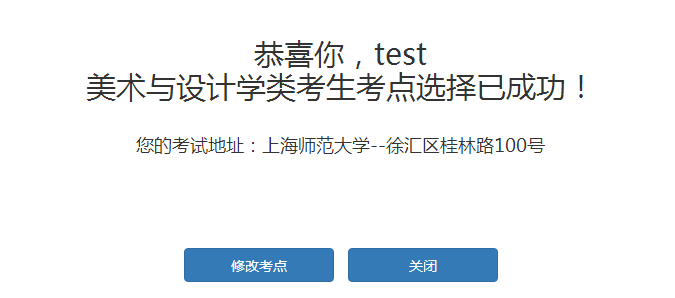 恭喜你，test
美术与设计学类考生考点选择已成功！
您的考试地址：上海师范大学--徐汇区桂林路100号
修改考点
关闭